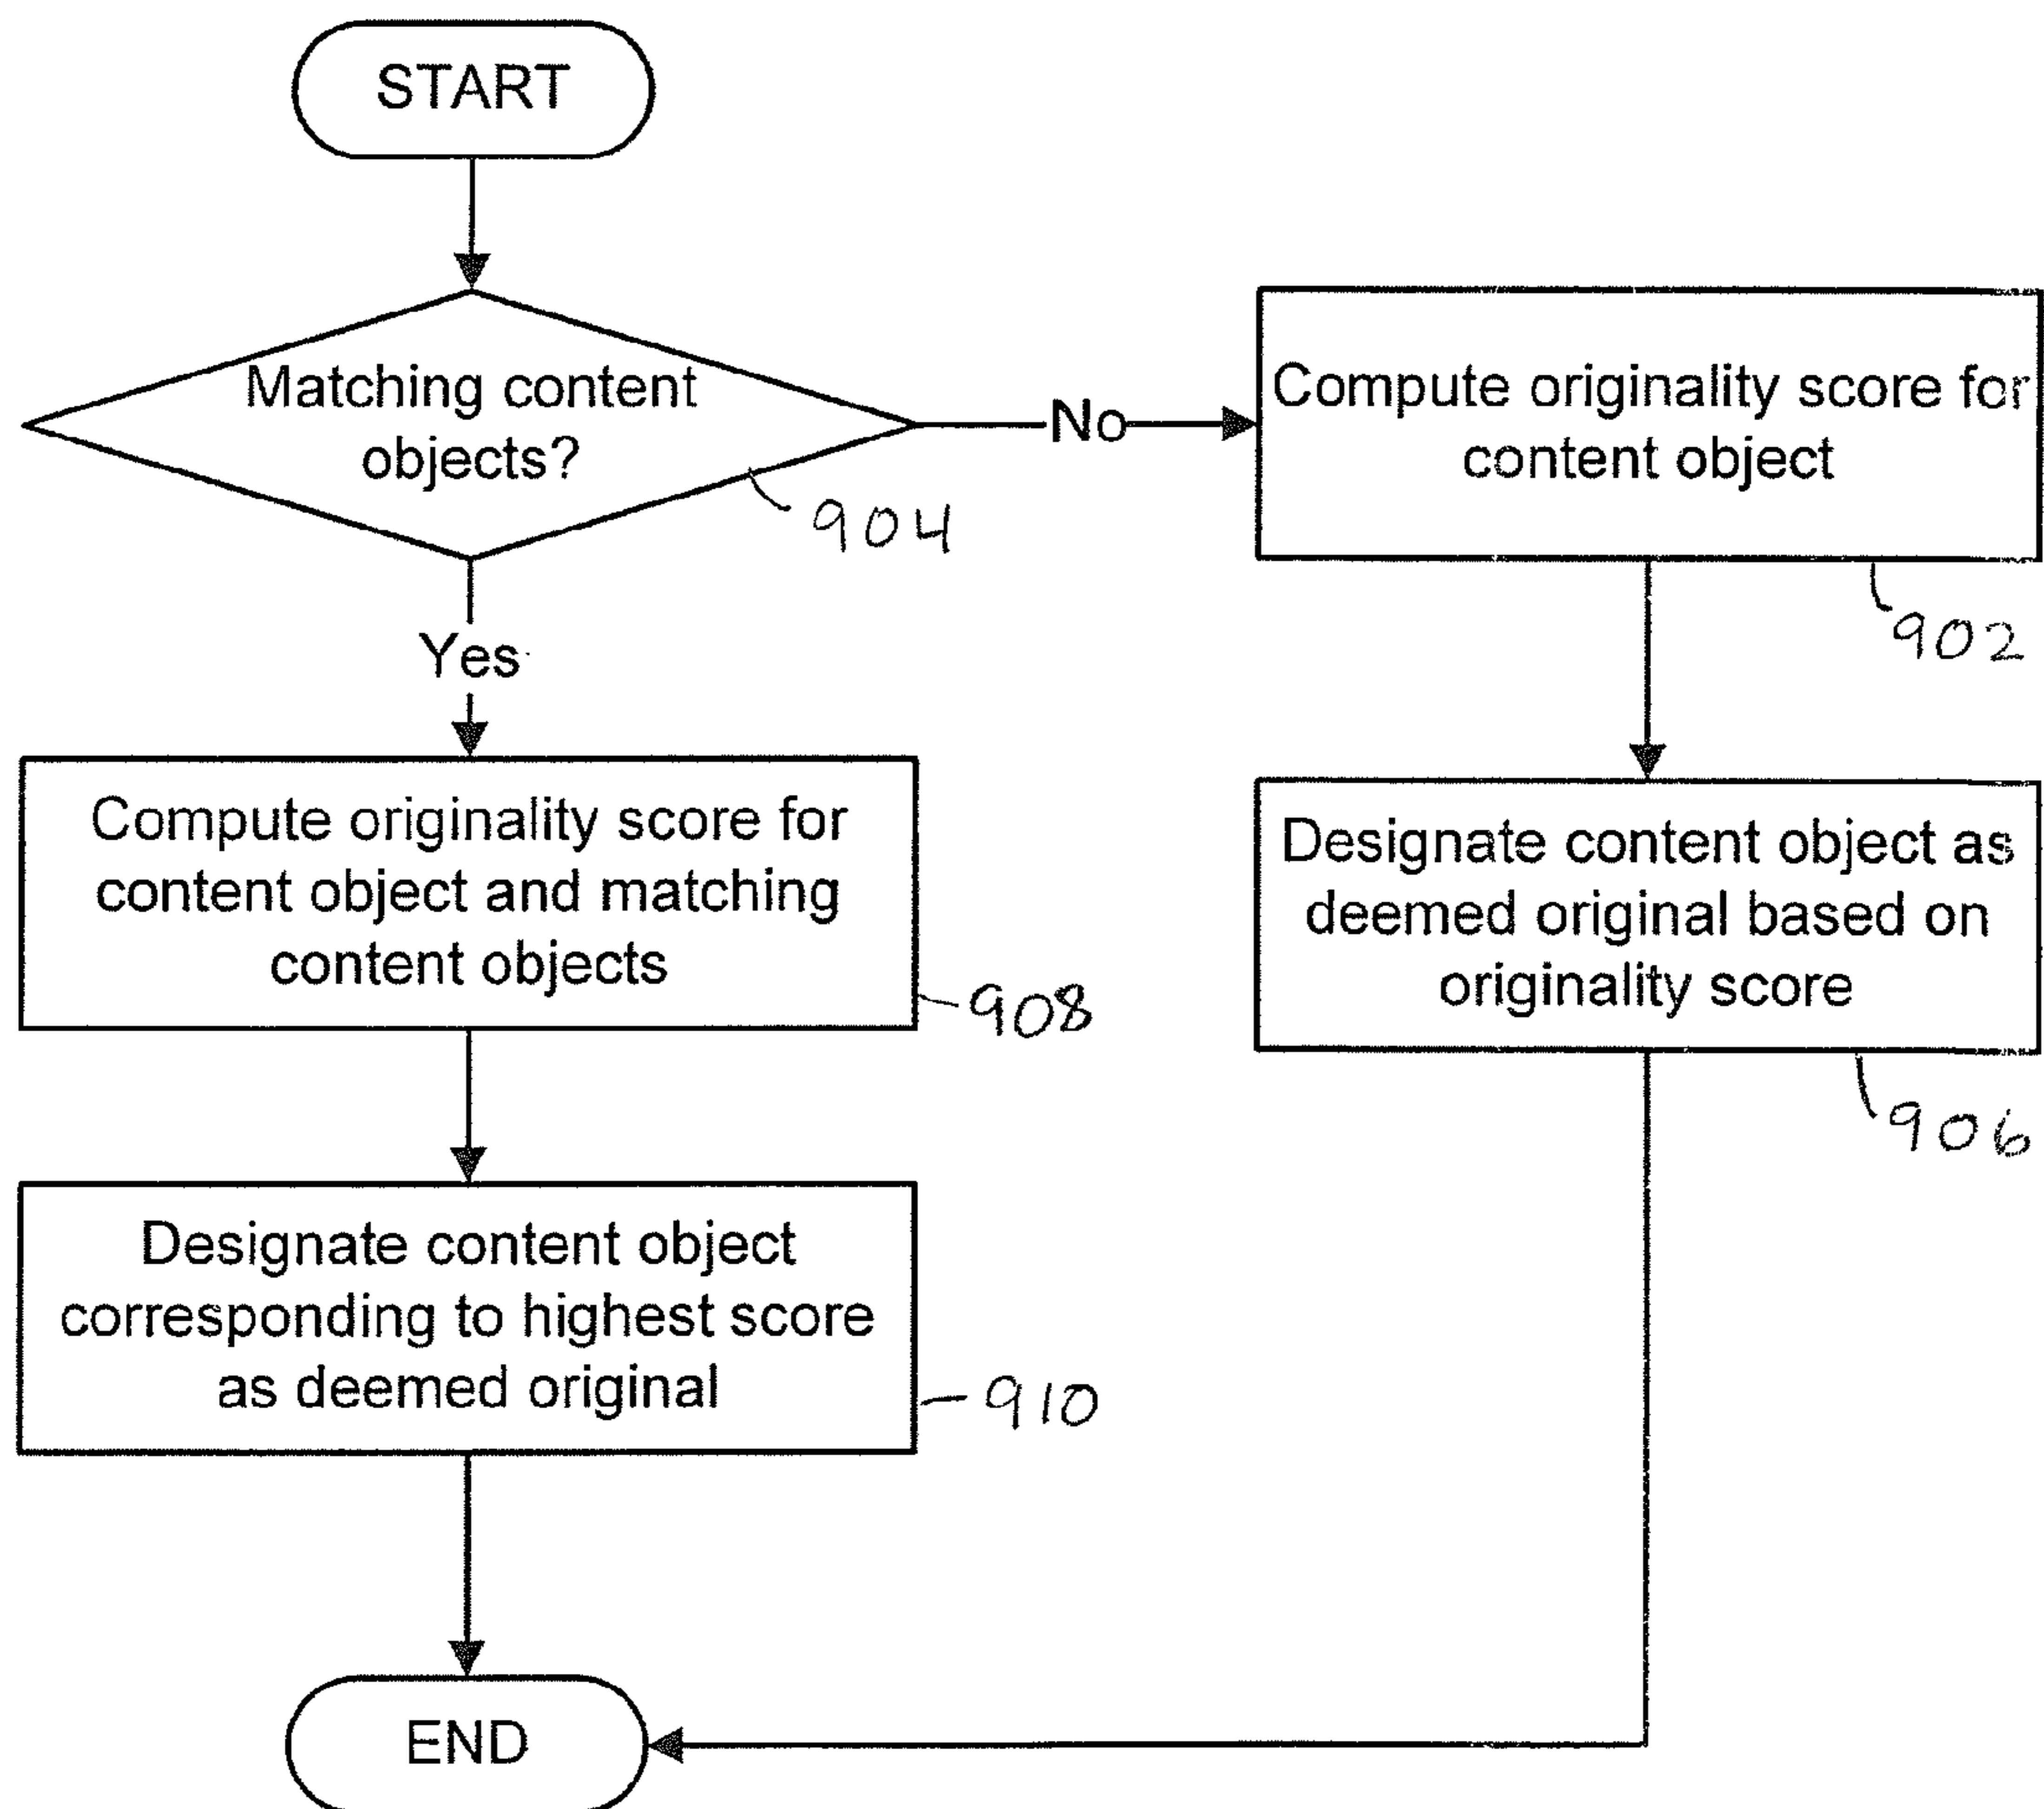 START
Matching content
objects?
904
No
Compute originality score for
content object
902
Yes
Compute originality score for
content object and matching
content objects
908
Designate content object as
deemed original based on
originality score
906
Designate content object
corresponding to highest score
as deemed original
910
END